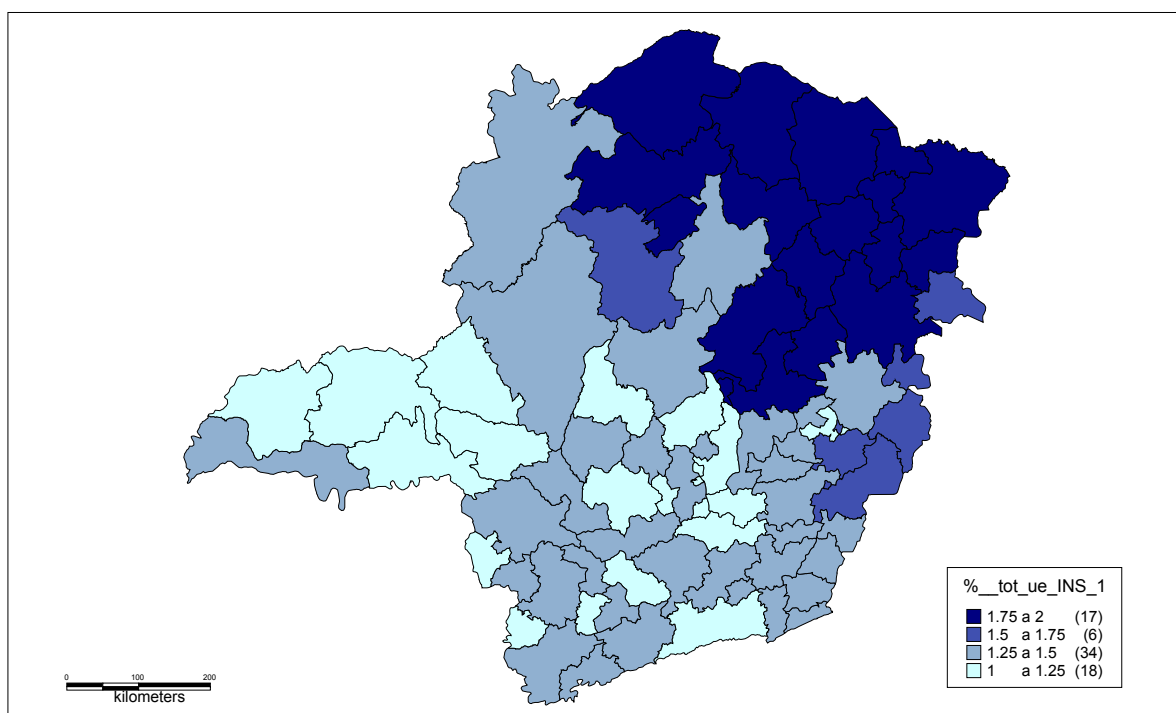 %__tot_ue_INS_1
1.75 a 2 (17)
1.5 a 1.75 (6)
1.25 a 1.5 (34)
1 a 1.25 (18)
0 100 200
kilometers